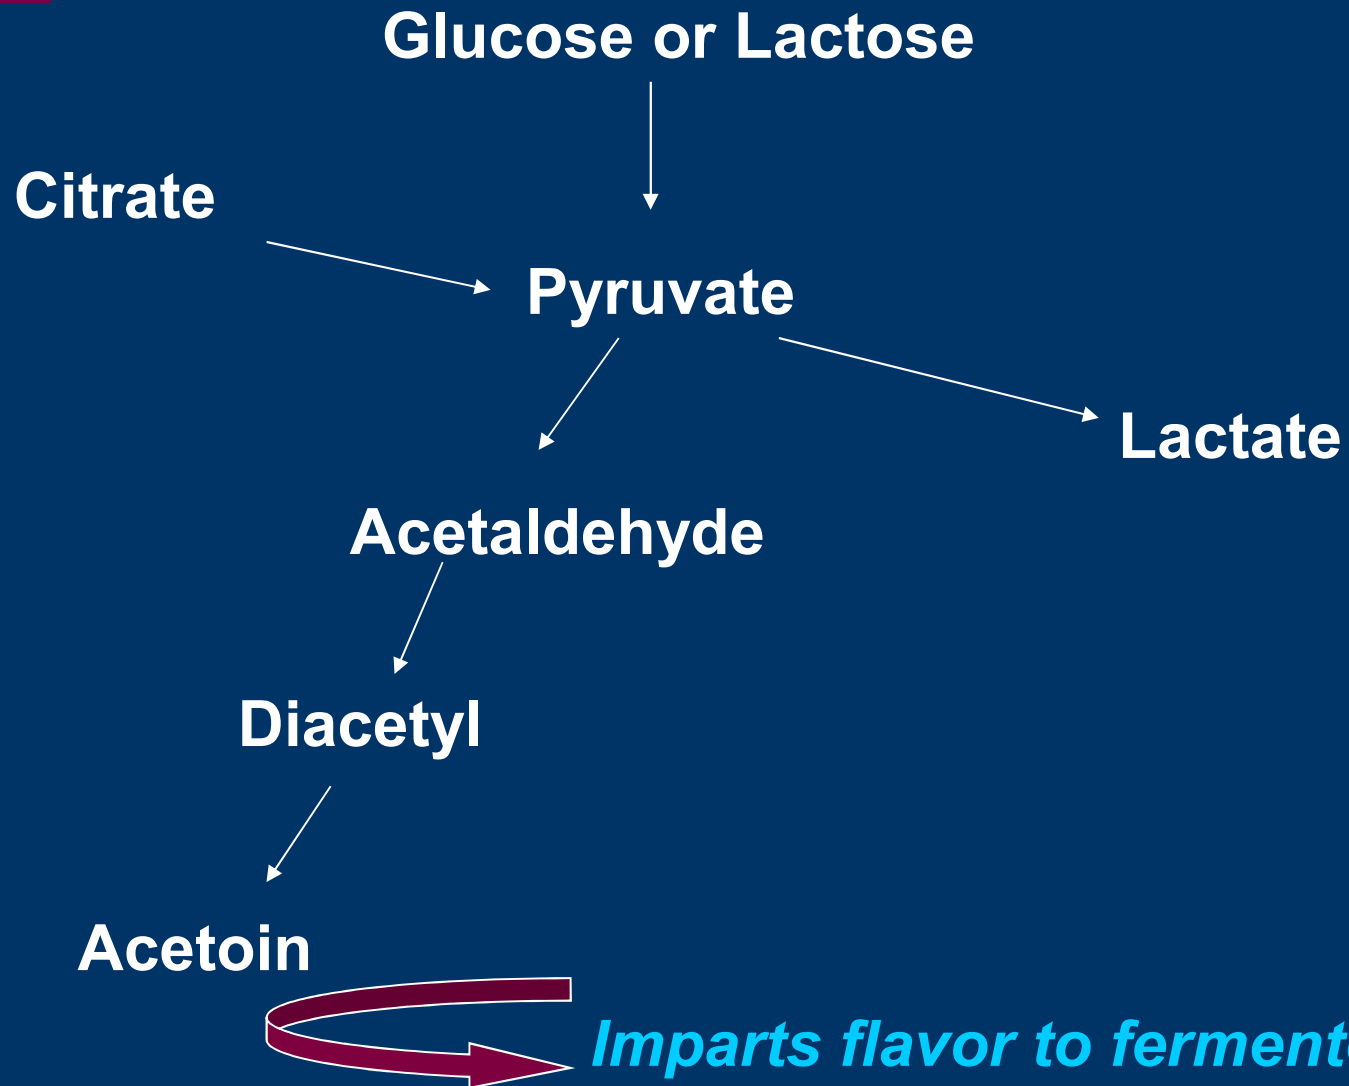 Glucose or Lactose
Citrate
Pyruvate
Lactate
Acetaldehyde
Diacetyl
Acetoin
Imparts flavor to